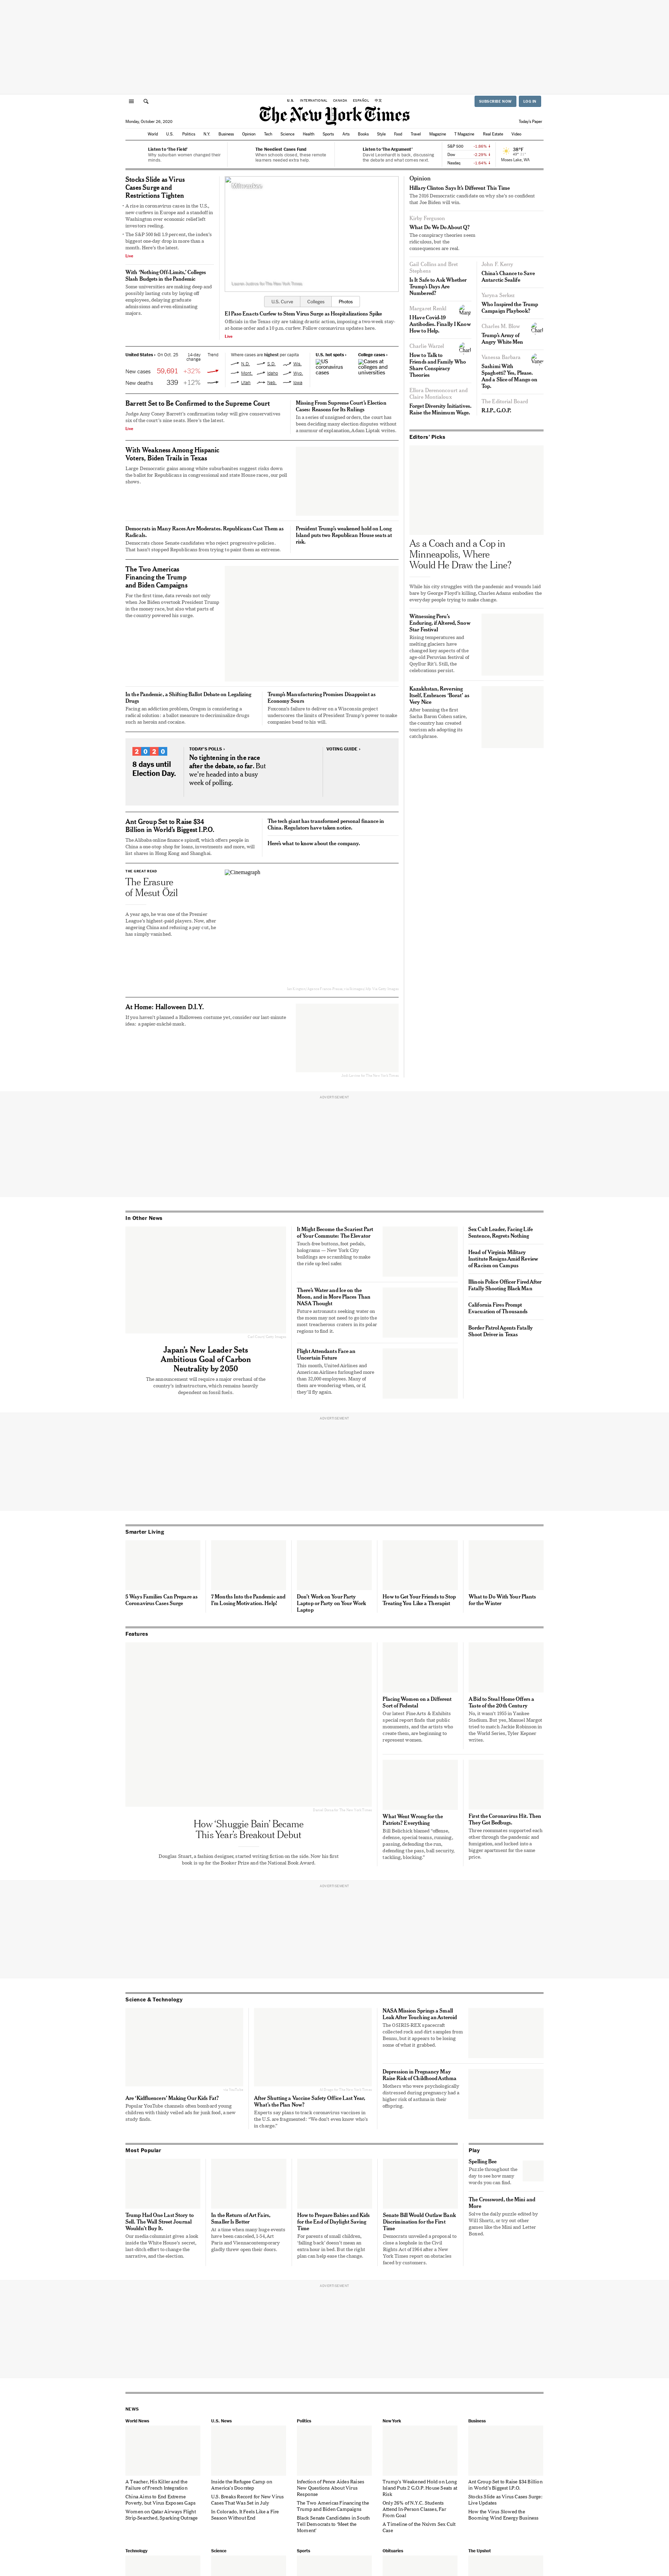 U.S. INTERNATIONAL CANADA ESPAÑOL 中文
SUBSCRIBE NOW LOG IN
The New York Times
Monday, October 26, 2020
Today's Paper
World U.S. Politics N.Y. Business Opinion Tech Science Health Sports Arts Books Style Food Travel Magazine T Magazine Real Estate Video
Listen to 'The Field'
Why suburban women changed their
minds.
The Neediest Cases Fund
When schools closed, these remote
learners needed extra help.
Listen to 'The Argument'
David Leonhardt is back, discussing
the debate and what comes next.
S&P 500 -1.86% ↓
Dow -2.29% ↓
Nasdaq -1.64% ↓
38°F
Moses Lake, WA
Stocks Slide as Virus
Cases Surge and
Restrictions Tighten
• A rise in coronavirus cases in the U.S.,
new curfews in Europe and a standoff in
Washington over economic relief left
investors reeling.
• The S&P 500 fell 1.9 percent, the index's
biggest one-day drop in more than a
month. Here's the latest.
Live
With 'Nothing Off-Limits,' Colleges
Slash Budgets in the Pandemic
Some universities are making deep and
possibly lasting cuts by laying off
employees, delaying graduate
admissions and even eliminating
majors.
Milwaukee.
Lauren Justice for The New York Times
U.S. Curve Colleges Photos
El Paso Enacts Curfew to Stem Virus Surge as Hospitalizations Spike
Officials in the Texas city are taking drastic action, imposing a two-week stay-
at-home order and a 10 p.m. curfew. Follow coronavirus updates here.
Live
United States › On Oct. 25 14-day
change Trend
New cases 59,691 +32%
New deaths 339 +12%
Where cases are highest per capita
N.D. S.D. Wis.
Mont. Idaho Wyo.
Utah Neb. Iowa
U.S. hot spots ›
US
coronavirus
cases
College cases ›
Cases at
colleges and
universities
Barrett Set to Be Confirmed to the Supreme Court
Judge Amy Coney Barrett's confirmation today will give conservatives
six of the court's nine seats. Here's the latest.
Live
Missing From Supreme Court's Election
Cases: Reasons for Its Rulings
In a series of unsigned orders, the court has
been deciding many election disputes without
a murmur of explanation, Adam Liptak writes.
With Weakness Among Hispanic
Voters, Biden Trails in Texas
Large Democratic gains among white suburbanites suggest risks down
the ballot for Republicans in congressional and state House races, our poll
shows.
Democrats in Many Races Are Moderates. Republicans Cast Them as
Radicals.
Democrats chose Senate candidates who reject progressive policies.
That hasn't stopped Republicans from trying to paint them as extreme.
President Trump's weakened hold on Long
Island puts two Republican House seats at
risk.
The Two Americas
Financing the Trump
and Biden Campaigns
For the first time, data reveals not only
when Joe Biden overtook President Trump
in the money race, but also what parts of
the country powered his surge.
In the Pandemic, a Shifting Ballot Debate on Legalizing
Drugs
Facing an addiction problem, Oregon is considering a
radical solution: a ballot measure to decriminalize drugs
such as heroin and cocaine.
Trump's Manufacturing Promises Disappoint as
Economy Sours
Foxconn's failure to deliver on a Wisconsin project
underscores the limit of President Trump's power to make
companies bend to his will.
2020
8 days until
Election Day.
TODAY'S POLLS ›
No tightening in the race
after the debate, so far. But
we're headed into a busy
week of polling.
VOTING GUIDE ›
Ant Group Set to Raise $34
Billion in World's Biggest I.P.O.
The Alibaba online finance spinoff, which offers people in
China a one-stop shop for loans, investments and more, will
list shares in Hong Kong and Shanghai.
The tech giant has transformed personal finance in
China. Regulators have taken notice.
Here's what to know about the company.
THE GREAT READ
The Erasure
of Mesut Özil
A year ago, he was one of the Premier
League's highest-paid players. Now, after
angering China and refusing a pay cut, he
has simply vanished.
Cinemagraph
At Home: Halloween D.I.Y.
If you haven't planned a Halloween costume yet, consider our last-minute
idea: a papier-mâché mask.
Opinion
Hillary Clinton Says It's Different This Time
The 2016 Democratic candidate on why she's so confident
that Joe Biden will win.
Kirby Ferguson
What Do We Do About Q?
The conspiracy theories seem
ridiculous, but the
consequences are real.
Gail Collins and Bret
Stephens
Is It Safe to Ask Whether
Trump's Days Are
Numbered?
Margaret Renkl
I Have Covid-19
Antibodies. Finally I Know
How to Help.
Charlie Warzel
How to Talk to
Friends and Family Who
Share Conspiracy
Theories
Ellora Derenoncourt and
Claire Montialoux
Forget Diversity Initiatives.
Raise the Minimum Wage.
John F. Kerry
China's Chance to Save
Antarctic Sealife
Yaryna Serkez
Who Inspired the Trump
Campaign Playbook?
Charles M. Blow
Trump's Army of
Angry White Men
Vanessa Barbara
Sashimi With
Spaghetti? Yes, Please.
And a Slice of Mango on
Top.
The Editorial Board
R.I.P., G.O.P.
Editors' Picks
As a Coach and a Cop in
Minneapolis, Where
Would He Draw the Line?
While his city struggles with the pandemic and wounds laid
bare by George Floyd's killing, Charles Adams embodies the
everyday people trying to make change.
Witnessing Peru's
Enduring, if Altered, Snow
Star Festival
Rising temperatures and
melting glaciers have
changed key aspects of the
age-old Peruvian festival of
Qoyllur Rit'i. Still, the
celebrations persist.
Kazakhstan, Reversing
Itself, Embraces 'Borat' as
Very Nice
After banning the first
Sacha Baron Cohen satire,
the country has created
tourism ads adopting its
catchphrase.
ADVERTISEMENT
In Other News
Japan's New Leader Sets
Ambitious Goal of Carbon
Neutrality by 2050
The announcement will require a major overhaul of the
country's infrastructure, which remains heavily
dependent on fossil fuels.
It Might Become the Scariest Part
of Your Commute: The Elevator
Touch-free buttons, foot pedals,
holograms — New York City
buildings are scrambling to make
the ride up feel safer.
There's Water and Ice on the
Moon, and in More Places Than
NASA Thought
Future astronauts seeking water on
the moon may not need to go into the
most treacherous craters in its polar
regions to find it.
Flight Attendants Face an
Uncertain Future
This month, United Airlines and
American Airlines furloughed more
than 32,000 employees. Many of
them are wondering when, or if,
they'll fly again.
Sex Cult Leader, Facing Life
Sentence, Regrets Nothing
Head of Virginia Military
Institute Resigns Amid Review
of Racism on Campus
Illinois Police Officer Fired After
Fatally Shooting Black Man
California Fires Prompt
Evacuation of Thousands
Border Patrol Agents Fatally
Shoot Driver in Texas
ADVERTISEMENT
Smarter Living
5 Ways Families Can Prepare as
Coronavirus Cases Surge
7 Months Into the Pandemic and
I'm Losing Motivation. Help!
Don't Work on Your Party
Laptop or Party on Your Work
Laptop
How to Get Your Friends to Stop
Treating You Like a Therapist
What to Do With Your Plants
for the Winter
Features
How 'Shuggie Bain' Became
This Year's Breakout Debut
Douglas Stuart, a fashion designer, started writing fiction on the side. Now his first
book is up for the Booker Prize and the National Book Award.
Placing Women on a Different
Sort of Pedestal
Our latest Fine Arts & Exhibits
special report finds that public
monuments, and the artists who
create them, are beginning to
represent women.
A Bid to Steal Home Offers a
Taste of the 20th Century
No, it wasn't 1955 in Yankee
Stadium. But yes, Manuel Margot
tried to match Jackie Robinson in
the World Series, Tyler Kepner
writes.
What Went Wrong for the
Patriots? Everything
Bill Belichick blamed "offense,
defense, special teams, running,
passing, defending the run,
defending the pass, ball security,
tackling, blocking."
First the Coronavirus Hit. Then
They Got Bedbugs.
Three roommates supported each
other through the pandemic and
fumigation, and lucked into a
bigger apartment for the same
price.
ADVERTISEMENT
Science & Technology
Are 'Kidfluencers' Making Our Kids Fat?
Popular YouTube channels often bombard young
children with thinly veiled ads for junk food, a new
study finds.
After Shutting a Vaccine Safety Office Last Year,
What's the Plan Now?
Experts say plans to track coronavirus vaccines in
the U.S. are fragmented: "We don't even know who's
in charge."
NASA Mission Springs a Small
Leak After Touching an Asteroid
The OSIRIS-REX spacecraft
collected rock and dirt samples from
Bennu, but it appears to be losing
some of what it grabbed.
Depression in Pregnancy May
Raise Risk of Childhood Asthma
Mothers who were psychologically
distressed during pregnancy had a
higher risk of asthma in their
offspring.
Most Popular
Trump Had One Last Story to
Sell. The Wall Street Journal
Wouldn't Buy It.
Our media columnist gives a look
inside the White House's secret,
last-ditch effort to change the
narrative, and the election.
In the Return of Art Fairs,
Smaller Is Better
At a time when many huge events
have been canceled, 1-54, Art
Paris and Viennacontemporary
gladly threw open their doors.
How to Prepare Babies and Kids
for the End of Daylight Saving
Time
For parents of small children,
'falling back' doesn't mean an
extra hour in bed. But the right
plan can help ease the change.
Senate Bill Would Outlaw Bank
Discrimination for the First
Time
Democrats unveiled a proposal to
close a loophole in the Civil
Rights Act of 1964 after a New
York Times report on obstacles
faced by customers.
Play
Spelling Bee
Puzzle throughout the
day to see how many
words you can find.
The Crossword, the Mini and
More
Solve the daily puzzle edited by
Will Shortz, or try out other
games like the Mini and Letter
Boxed.
ADVERTISEMENT
NEWS
World News
A Teacher, His Killer and the
Failure of French Integration
China Aims to End Extreme
Poverty, but Virus Exposes Gaps
Women on Qatar Airways Flight
Strip-Searched, Sparking Outrage
U.S. News
Inside the Refugee Camp on
America's Doorstep
U.S. Breaks Record for New Virus
Cases That Was Set in July
In Colorado, It Feels Like a Fire
Season Without End
Politics
Infection of Pence Aides Raises
New Questions About Virus
Response
The Two Americas Financing the
Trump and Biden Campaigns
Black Senate Candidates in South
Tell Democrats to 'Meet the
Moment'
New York
Trump's Weakened Hold on Long
Island Puts 2 G.O.P. House Seats at
Risk
Only 26% of N.Y.C. Students
Attend In-Person Classes, Far
From Goal
A Timeline of the Nxivm Sex Cult
Case
Business
Ant Group Set to Raise $34 Billion
in World's Biggest I.P.O.
Stocks Slide as Virus Cases Surge:
Live Updates
How the Virus Slowed the
Booming Wind Energy Business
Technology
Science
Sports
Obituaries
The Upshot